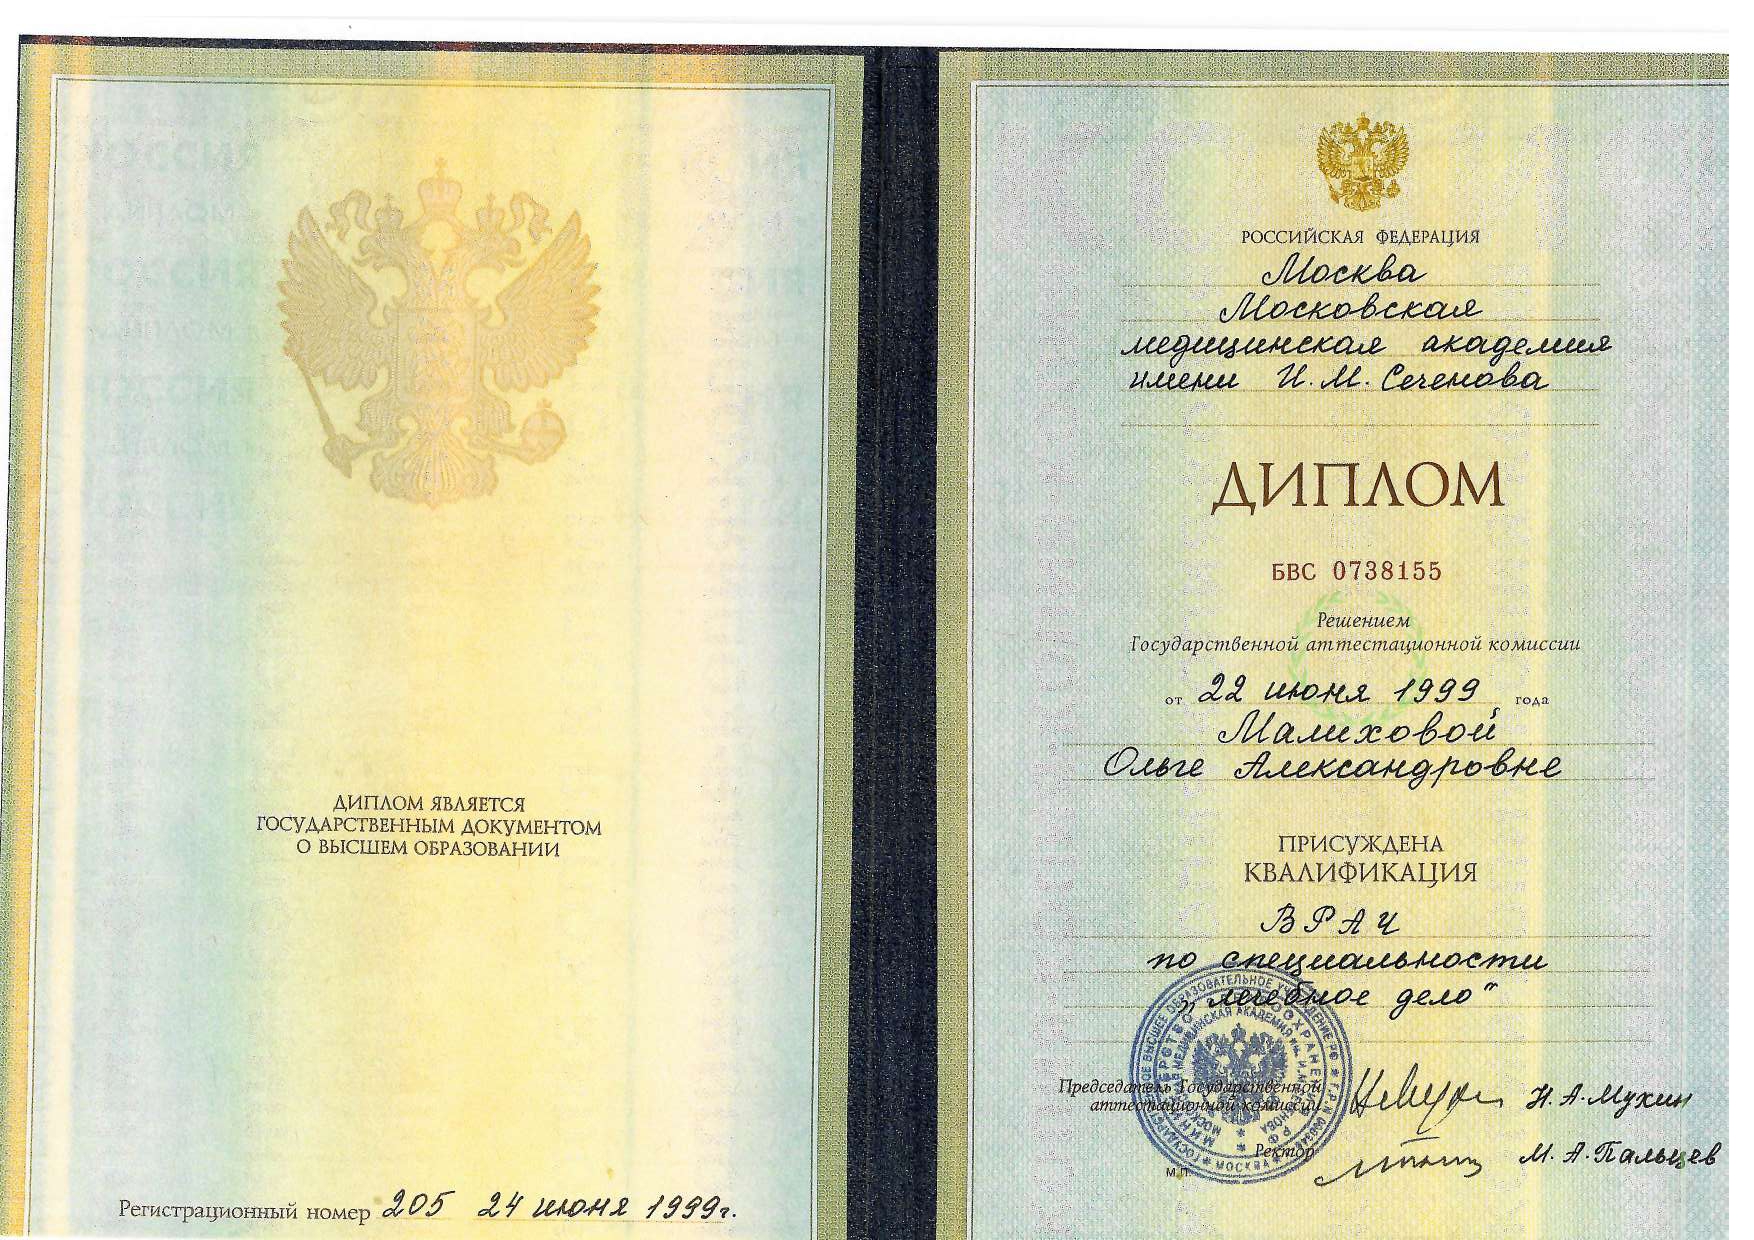 ДИПЛОМ ЯВЛЯЕТСЯ
ГОСУДАРСТВЕННЫМ ДОКУМЕНТОМ
О ВЫСШЕМ ОБРАЗОВАНИИ
Регистрационный номер 205 24 июня 1999г.
РОССИЙСКАЯ ФЕДЕРАЦИЯ
Москва
Московская
медицинская академия
имени И. М. Сеченова
ДИПЛОМ
БВС 0738155
Решением
Государственной аттестационной комиссии
от 22 июня 1999 года
Малиховой
Ольге Александровне
ПРИСУЖДЕНА
КВАЛИФИКАЦИЯ
ВРАЧ
по специальности
„лечебное дело"
Председатель Государственной
аттестационной комиссии Н. А. Мухин
Ректор М. А. Пальцев
М.П.
МОСКВА